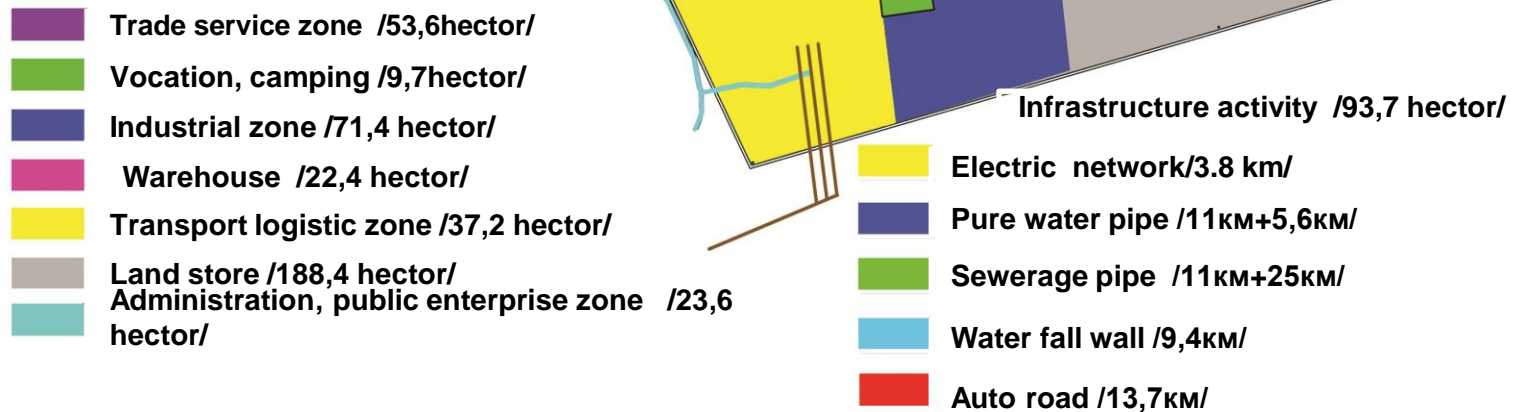 Trade service zone /53,6hector/
Vocation, camping /9,7hector/
Industrial zone /71,4 hector/
Warehouse /22,4 hector/
Transport logistic zone /37,2 hector/
Land store /188,4 hector/
Administration, public enterprise zone /23,6
hector/
Infrastructure activity /93,7 hector/
Electric network/3.8 km/
Pure water pipe /11км+5,6км/
Sewerage pipe /11км+25км/
Water fall wall /9,4км/
Auto road /13,7км/